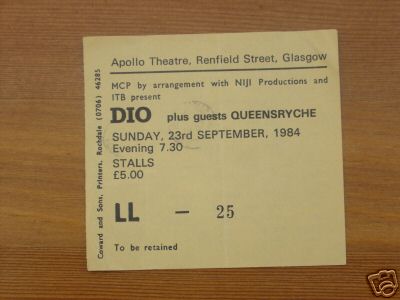 Apollo Theatre, Renfield Street, Glasgow
MCP by arrangement with NIJI Productions and
ITB present
DIO plus guests QUEENSRYCHE
SUNDAY, 23rd SEPTEMBER, 1984
Evening 7.30
STALLS
£5.00
LL - 25
To be retained
Coward and Sons, Printers, Rochdale (0706) 46285